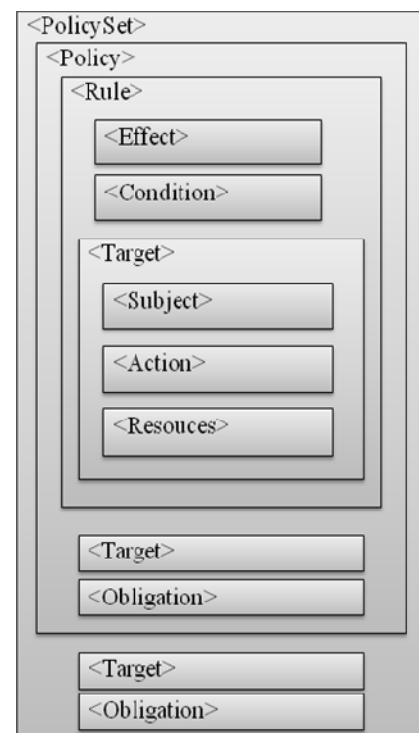 <PolicySet>
<Policy>
<Rule>
<Effect>
<Condition>
<Target>
<Subject>
<Action>
<Resouces>
<Target>
<Obligation>
<Target>
<Obligation>